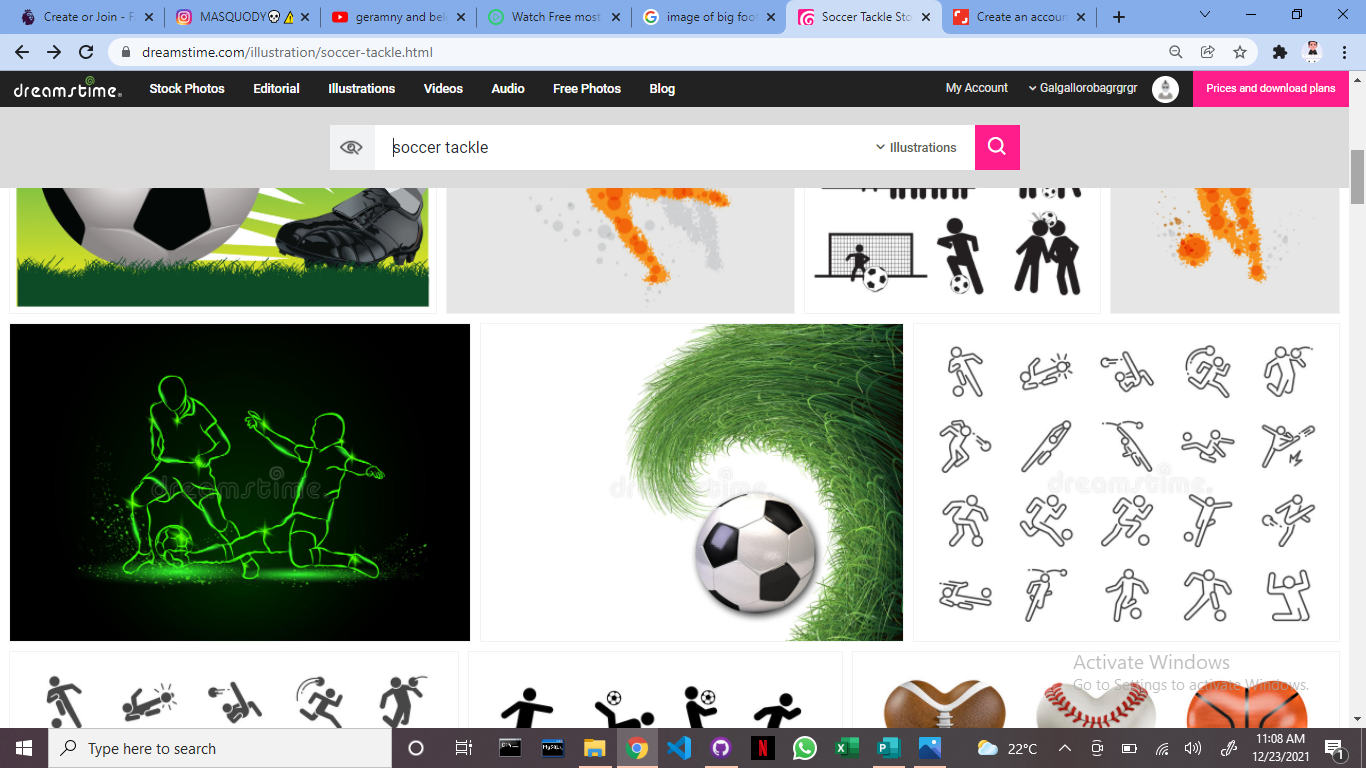 Create or Join - Fa
MASQUODY💀⚠
geramny and bel
Watch Free most
image of big foo
Soccer Tackle Sto
Create an accoun
dreamstime.com/illustration/soccer-tackle.html
dreamstime
Stock Photos
Editorial
Illustrations
Videos
Audio
Free Photos
Blog
My Account
Galgallorobagrgrgr
Prices and download plans
soccer tackle
Illustrations
dreamstime.
dreamstime.
dreamstime.
Activate Windows
Go to Settings to activate Windows.
Type here to search
MySQL
N
22°C
11:08 AM
12/23/2021
1